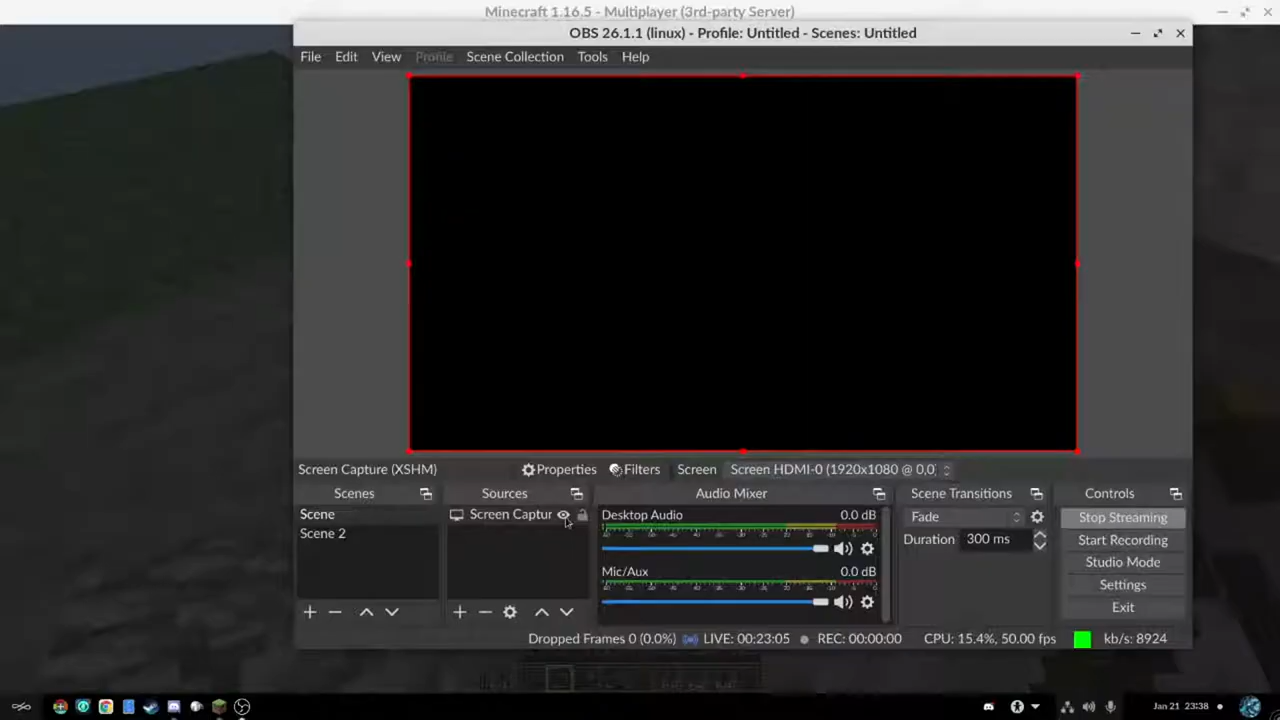 Minecraft 1.16.5 - Multiplayer (3rd-party Server)
OBS 26.1.1 (linux) - Profile: Untitled - Scenes: Untitled
File Edit View Profile Scene Collection Tools Help
Screen Capture (XSHM) Properties Filters Screen Screen HDMI-0 (1920x1080 @ 0,0)
Scenes Sources Audio Mixer Scene Transitions Controls
Scene
Scene 2
Screen Captur
Desktop Audio 0.0 dB
Mic/Aux 0.0 dB
Fade
Duration 300 ms
Stop Streaming
Start Recording
Studio Mode
Settings
Exit
Dropped Frames 0 (0.0%) LIVE: 00:23:05 REC: 00:00:00 CPU: 15.4%, 50.00 fps kb/s: 8924
Jan 21 23:38